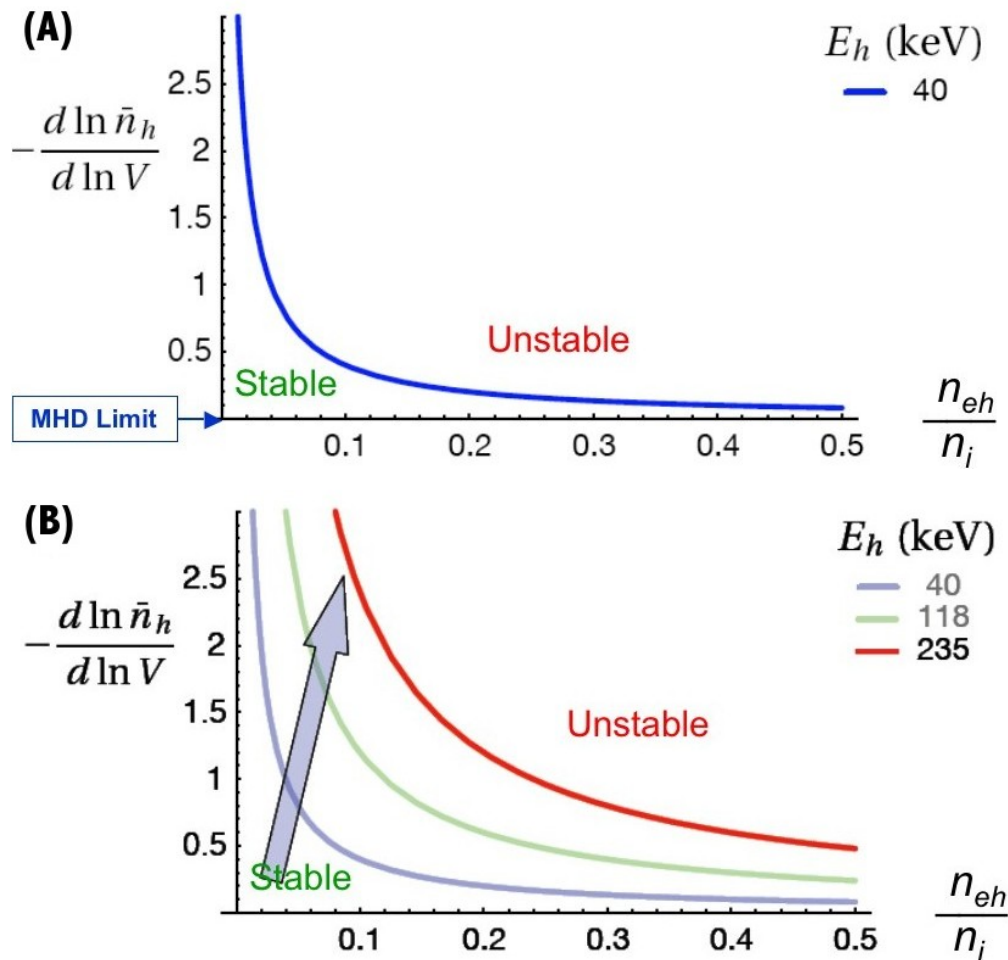 (A)
E_h (keV)
40
− d ln n̄_h / d ln V
2.5
2
1.5
1
0.5
Unstable
Stable
MHD Limit
0.1 0.2 0.3 0.4 0.5
n_eh / n_i
(B)
E_h (keV)
40
118
235
− d ln n̄_h / d ln V
2.5
2
1.5
1
0.5
Unstable
Stable
0.1 0.2 0.3 0.4 0.5
n_eh / n_i